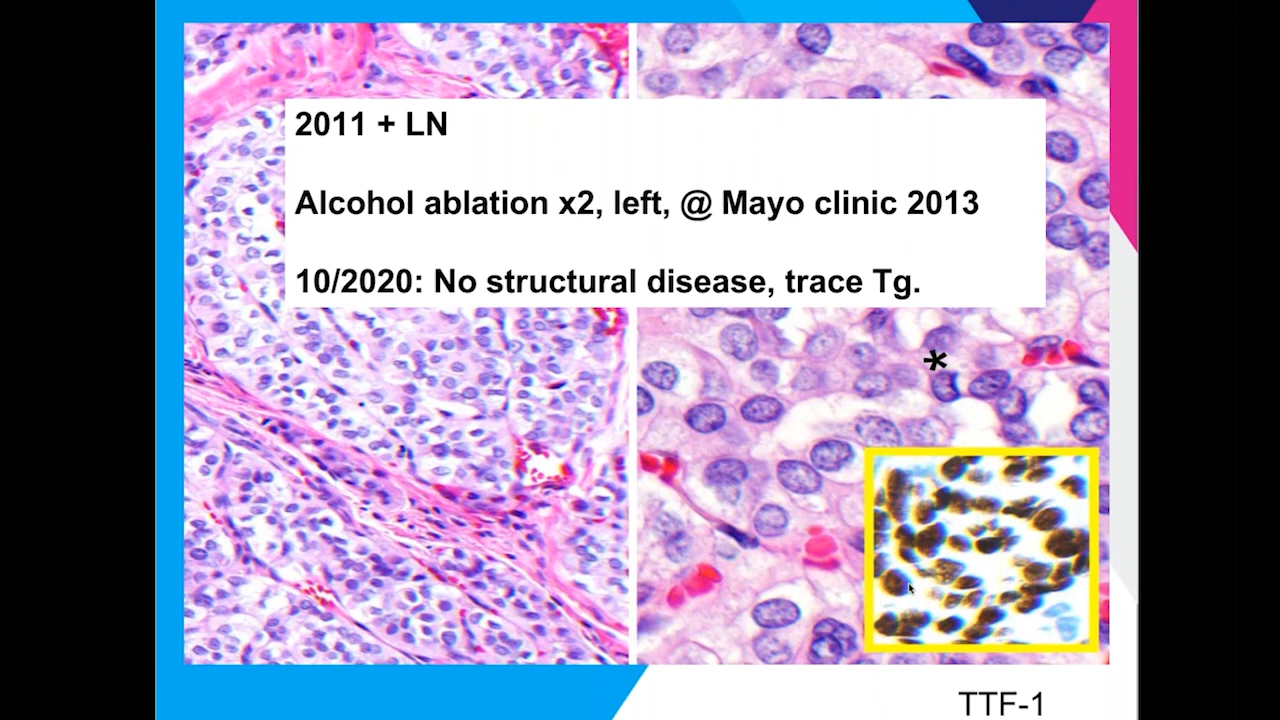 2011 + LN
Alcohol ablation x2, left, @ Mayo clinic 2013
10/2020: No structural disease, trace Tg.
*
TTF-1